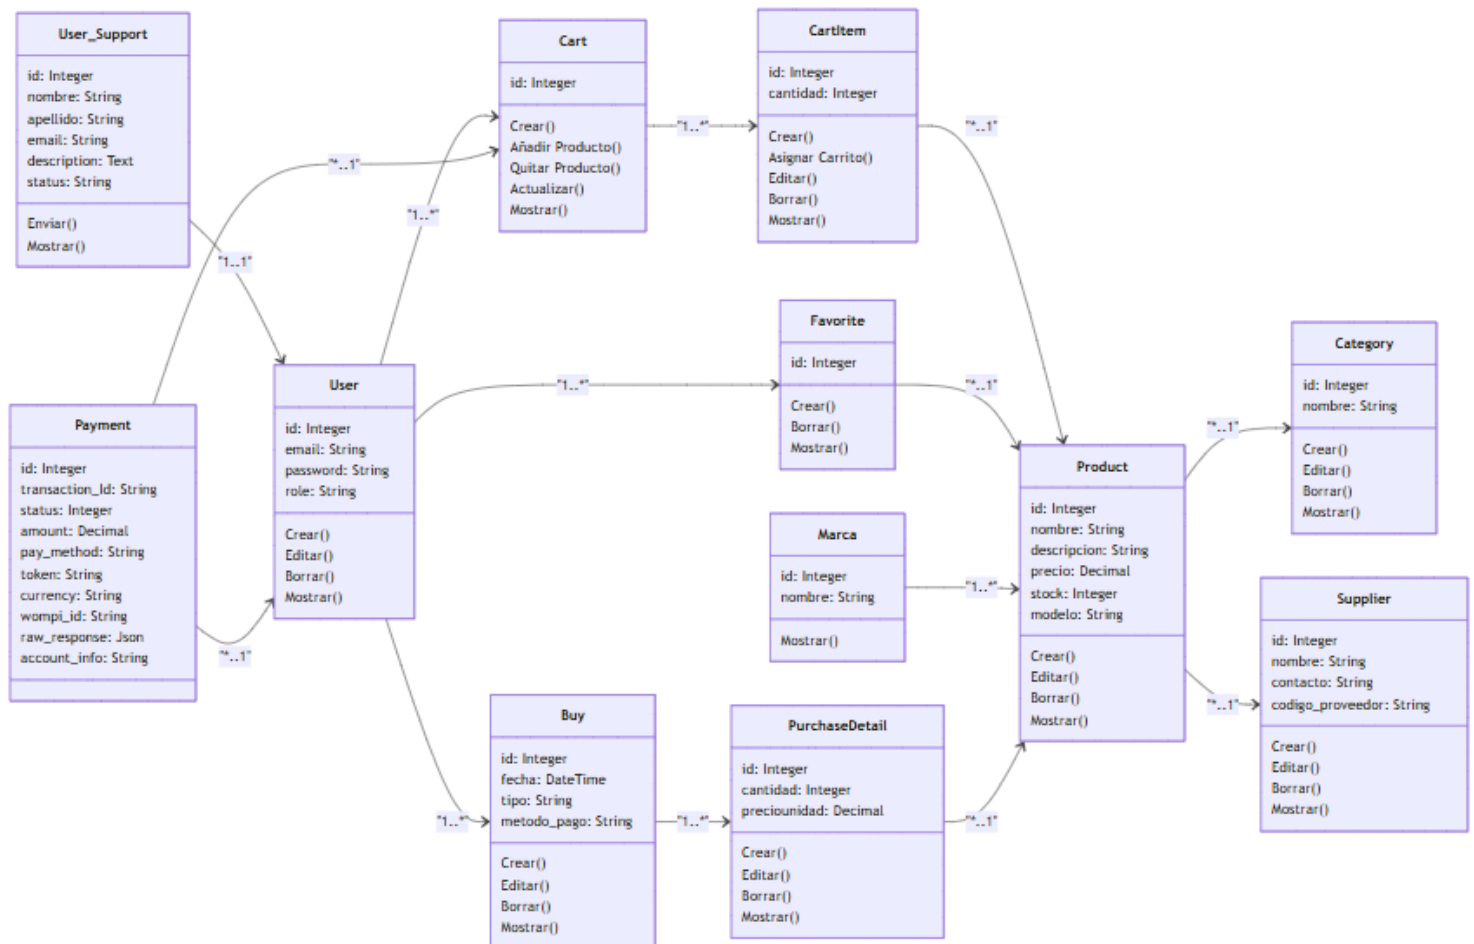 User_Support
id: Integer
nombre: String
apellido: String
email: String
description: Text
status: String
Enviar()
Mostrar()
Cart
id: Integer
Crear()
Añadir Producto()
Quitar Producto()
Actualizar()
Mostrar()
CartItem
id: Integer
cantidad: Integer
Crear()
Asignar Carrito()
Editar()
Borrar()
Mostrar()
"1..*"
"*..1"
"*..1"
"1..*"
"1..1"
Favorite
id: Integer
Crear()
Borrar()
Mostrar()
Category
id: Integer
nombre: String
Crear()
Editar()
Borrar()
Mostrar()
User
id: Integer
email: String
password: String
role: String
Crear()
Editar()
Borrar()
Mostrar()
"1..*"
"*..1"
"*..1"
Payment
id: Integer
transaction_Id: String
status: Integer
amount: Decimal
pay_method: String
token: String
currency: String
wompi_id: String
raw_response: Json
account_info: String
"*..1"
Product
id: Integer
nombre: String
descripcion: String
precio: Decimal
stock: Integer
modelo: String
Crear()
Editar()
Borrar()
Mostrar()
Marca
id: Integer
nombre: String
Mostrar()
"1..*"
Supplier
id: Integer
nombre: String
contacto: String
codigo_proveedor: String
Crear()
Editar()
Borrar()
Mostrar()
"*..1"
Buy
id: Integer
fecha: DateTime
tipo: String
metodo_pago: String
Crear()
Editar()
Borrar()
Mostrar()
PurchaseDetail
id: Integer
cantidad: Integer
preciounidad: Decimal
Crear()
Editar()
Borrar()
Mostrar()
"1..*"
"1..*"
"*..1"